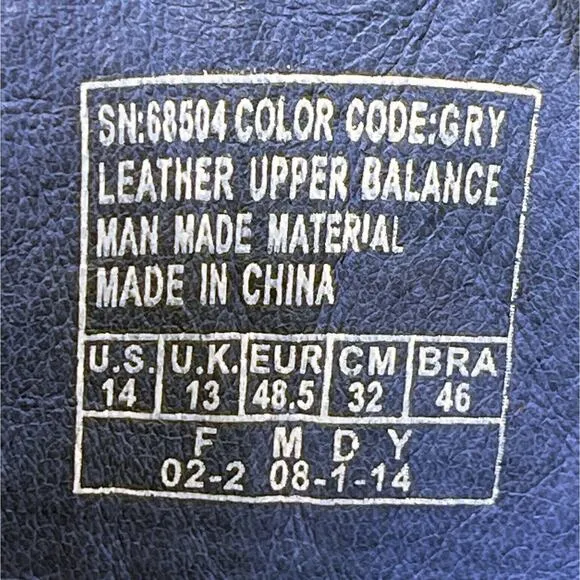 SN:68504 COLOR CODE:GRY
LEATHER UPPER BALANCE
MAN MADE MATERIAL
MADE IN CHINA
U.S. U.K. EUR CM BRA
14 13 48.5 32 46
F M D Y
02-2 08-1-14